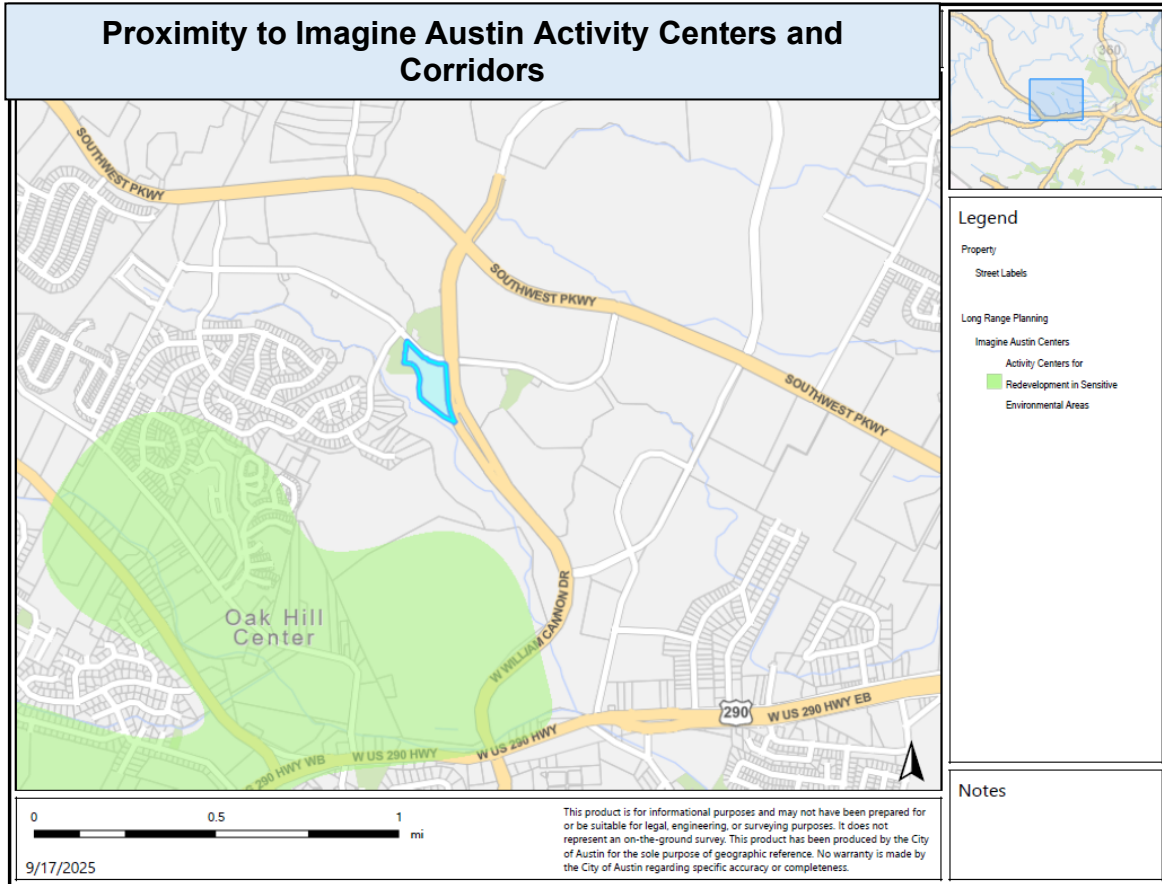 Proximity to Imagine Austin Activity Centers and
Corridors
360
1
SOUTHWEST PKWY
SOUTHWEST PKWY
SOUTHWEST PKWY
Oak Hill
Center
W WILLIAM CANNON DR
290
W US 290 HWY EB
W US 290 HWY
W US 290 HWY
290 HWY WB
Legend
Property
Street Labels
Long Range Planning
Imagine Austin Centers
Activity Centers for
Redevelopment in Sensitive
Environmental Areas
Notes
0 0.5 1
mi
9/17/2025
This product is for informational purposes and may not have been prepared for
or be suitable for legal, engineering, or surveying purposes. It does not
represent an on-the-ground survey. This product has been produced by the City
of Austin for the sole purpose of geographic reference. No warranty is made by
the City of Austin regarding specific accuracy or completeness.